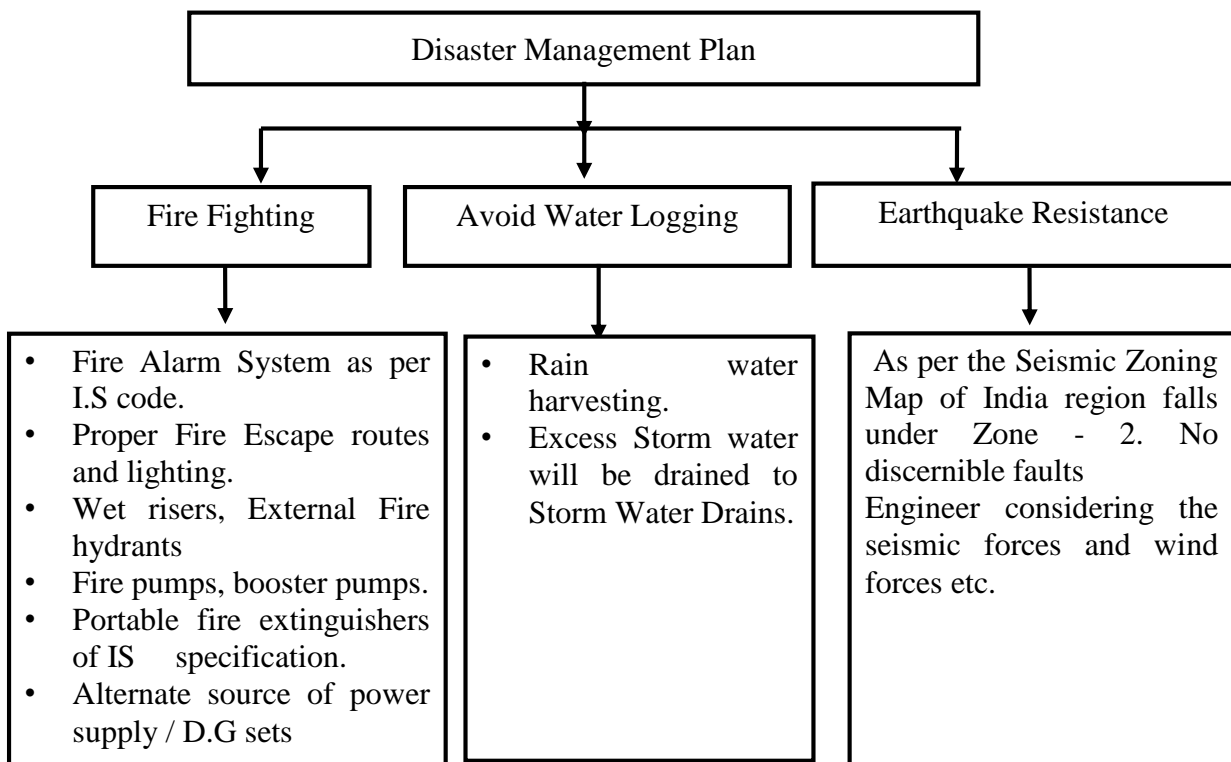 Disaster Management Plan
Fire Fighting
Avoid Water Logging
Earthquake Resistance
• Fire Alarm System as per
I.S code.
• Proper Fire Escape routes
and lighting.
• Wet risers, External Fire
hydrants
• Fire pumps, booster pumps.
• Portable fire extinguishers
of IS specification.
• Alternate source of power
supply / D.G sets
• Rain water
harvesting.
• Excess Storm water
will be drained to
Storm Water Drains.
As per the Seismic Zoning
Map of India region falls
under Zone - 2. No
discernible faults
Engineer considering the
seismic forces and wind
forces etc.